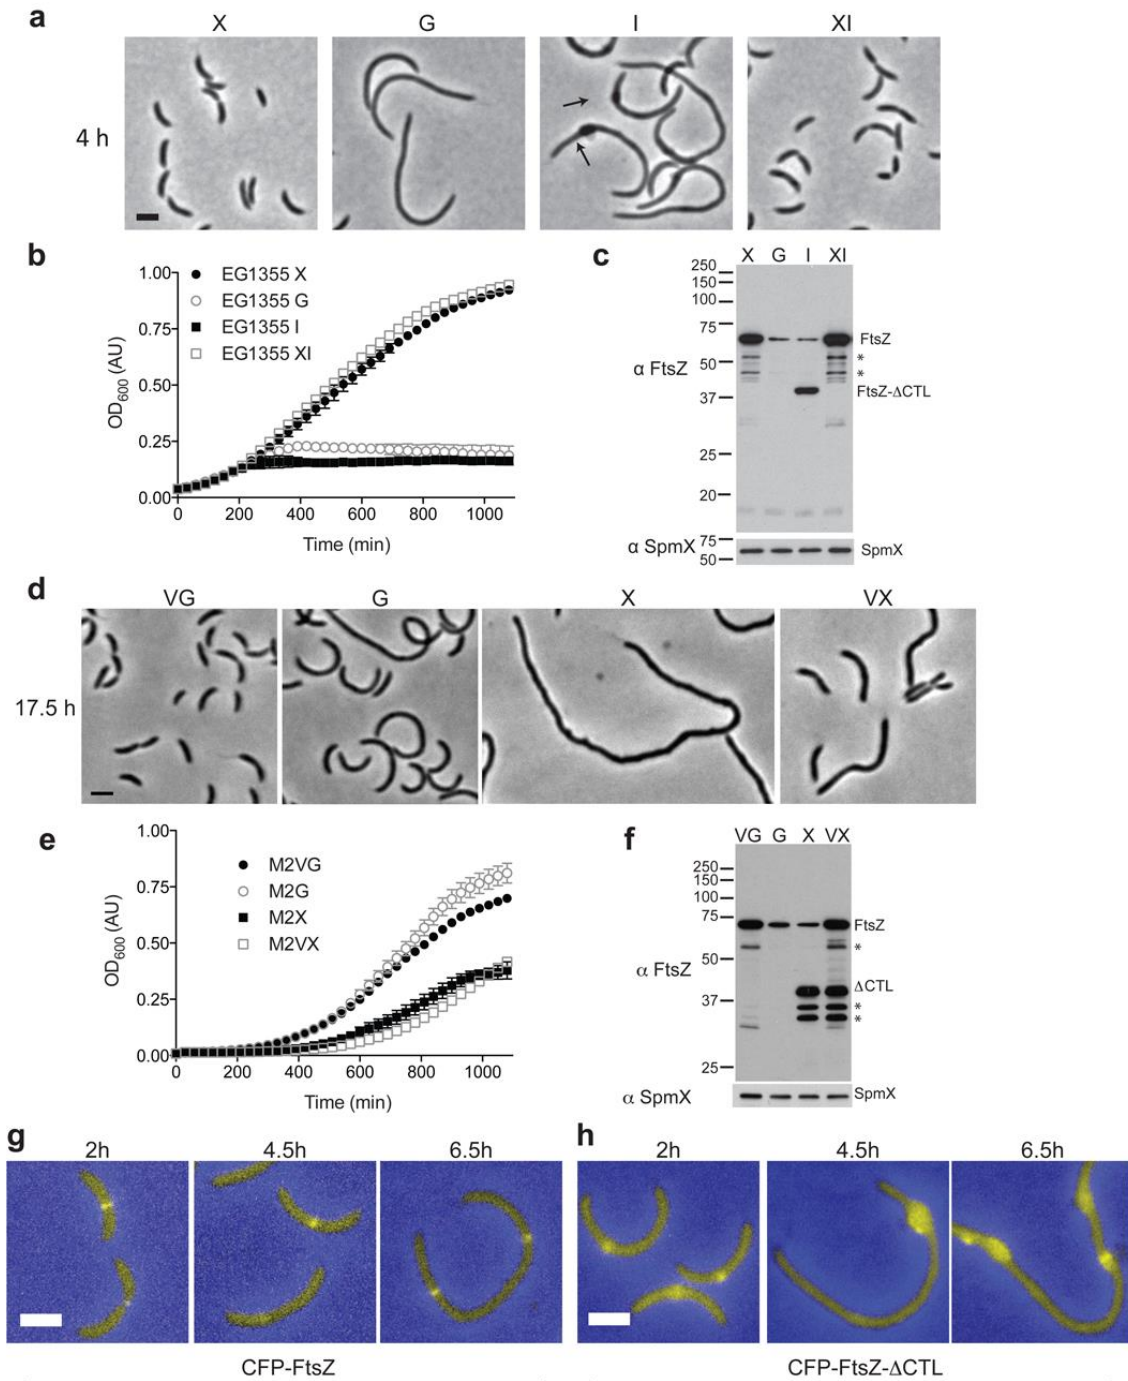 a
X G I XI
4 h
b
1.00
0.75
0.50
0.25
0.00
OD600 (AU)
EG1355 X
EG1355 G
EG1355 I
EG1355 XI
0 200 400 600 800 1000
Time (min)
c
X G I XI
250
150
100
75
50
37
25
20
α FtsZ
FtsZ
*
*
FtsZ-ΔCTL
75
50
α SpmX
SpmX
d
VG G X VX
17.5 h
e
1.00
0.75
0.50
0.25
0.00
OD600 (AU)
M2VG
M2G
M2X
M2VX
0 200 400 600 800 1000
Time (min)
f
VG G X VX
250
150
100
75
50
37
25
α FtsZ
FtsZ
*
ΔCTL
*
*
α SpmX
SpmX
g
2h 4.5h 6.5h
CFP-FtsZ
h
2h 4.5h 6.5h
CFP-FtsZ-ΔCTL